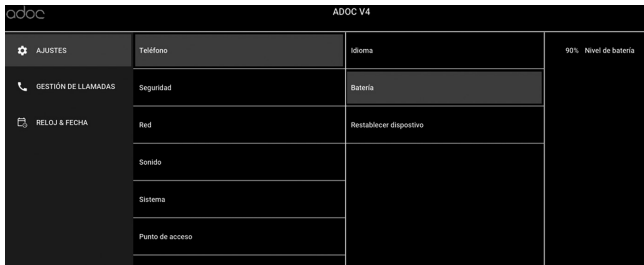 adoc
ADOC V4
AJUSTES
GESTIÓN DE LLAMADAS
RELOJ & FECHA
Teléfono
Seguridad
Red
Sonido
Sistema
Punto de acceso
Idioma
Batería
Restablecer dispostivo
90% Nivel de batería